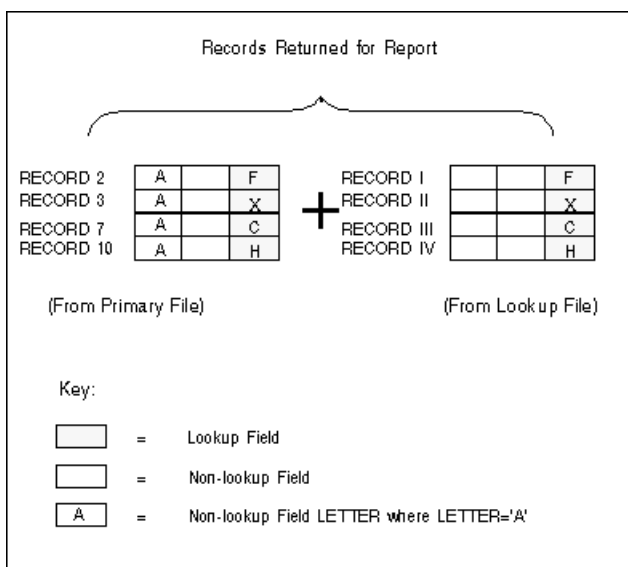 Records Returned for Report
RECORD 2 A F RECORD I F
RECORD 3 A X + RECORD II X
RECORD 7 A C RECORD III C
RECORD 10 A H RECORD IV H
(From Primary File) (From Lookup File)
Key:
= Lookup Field
= Non-lookup Field
A = Non-lookup Field LETTER where LETTER='A'